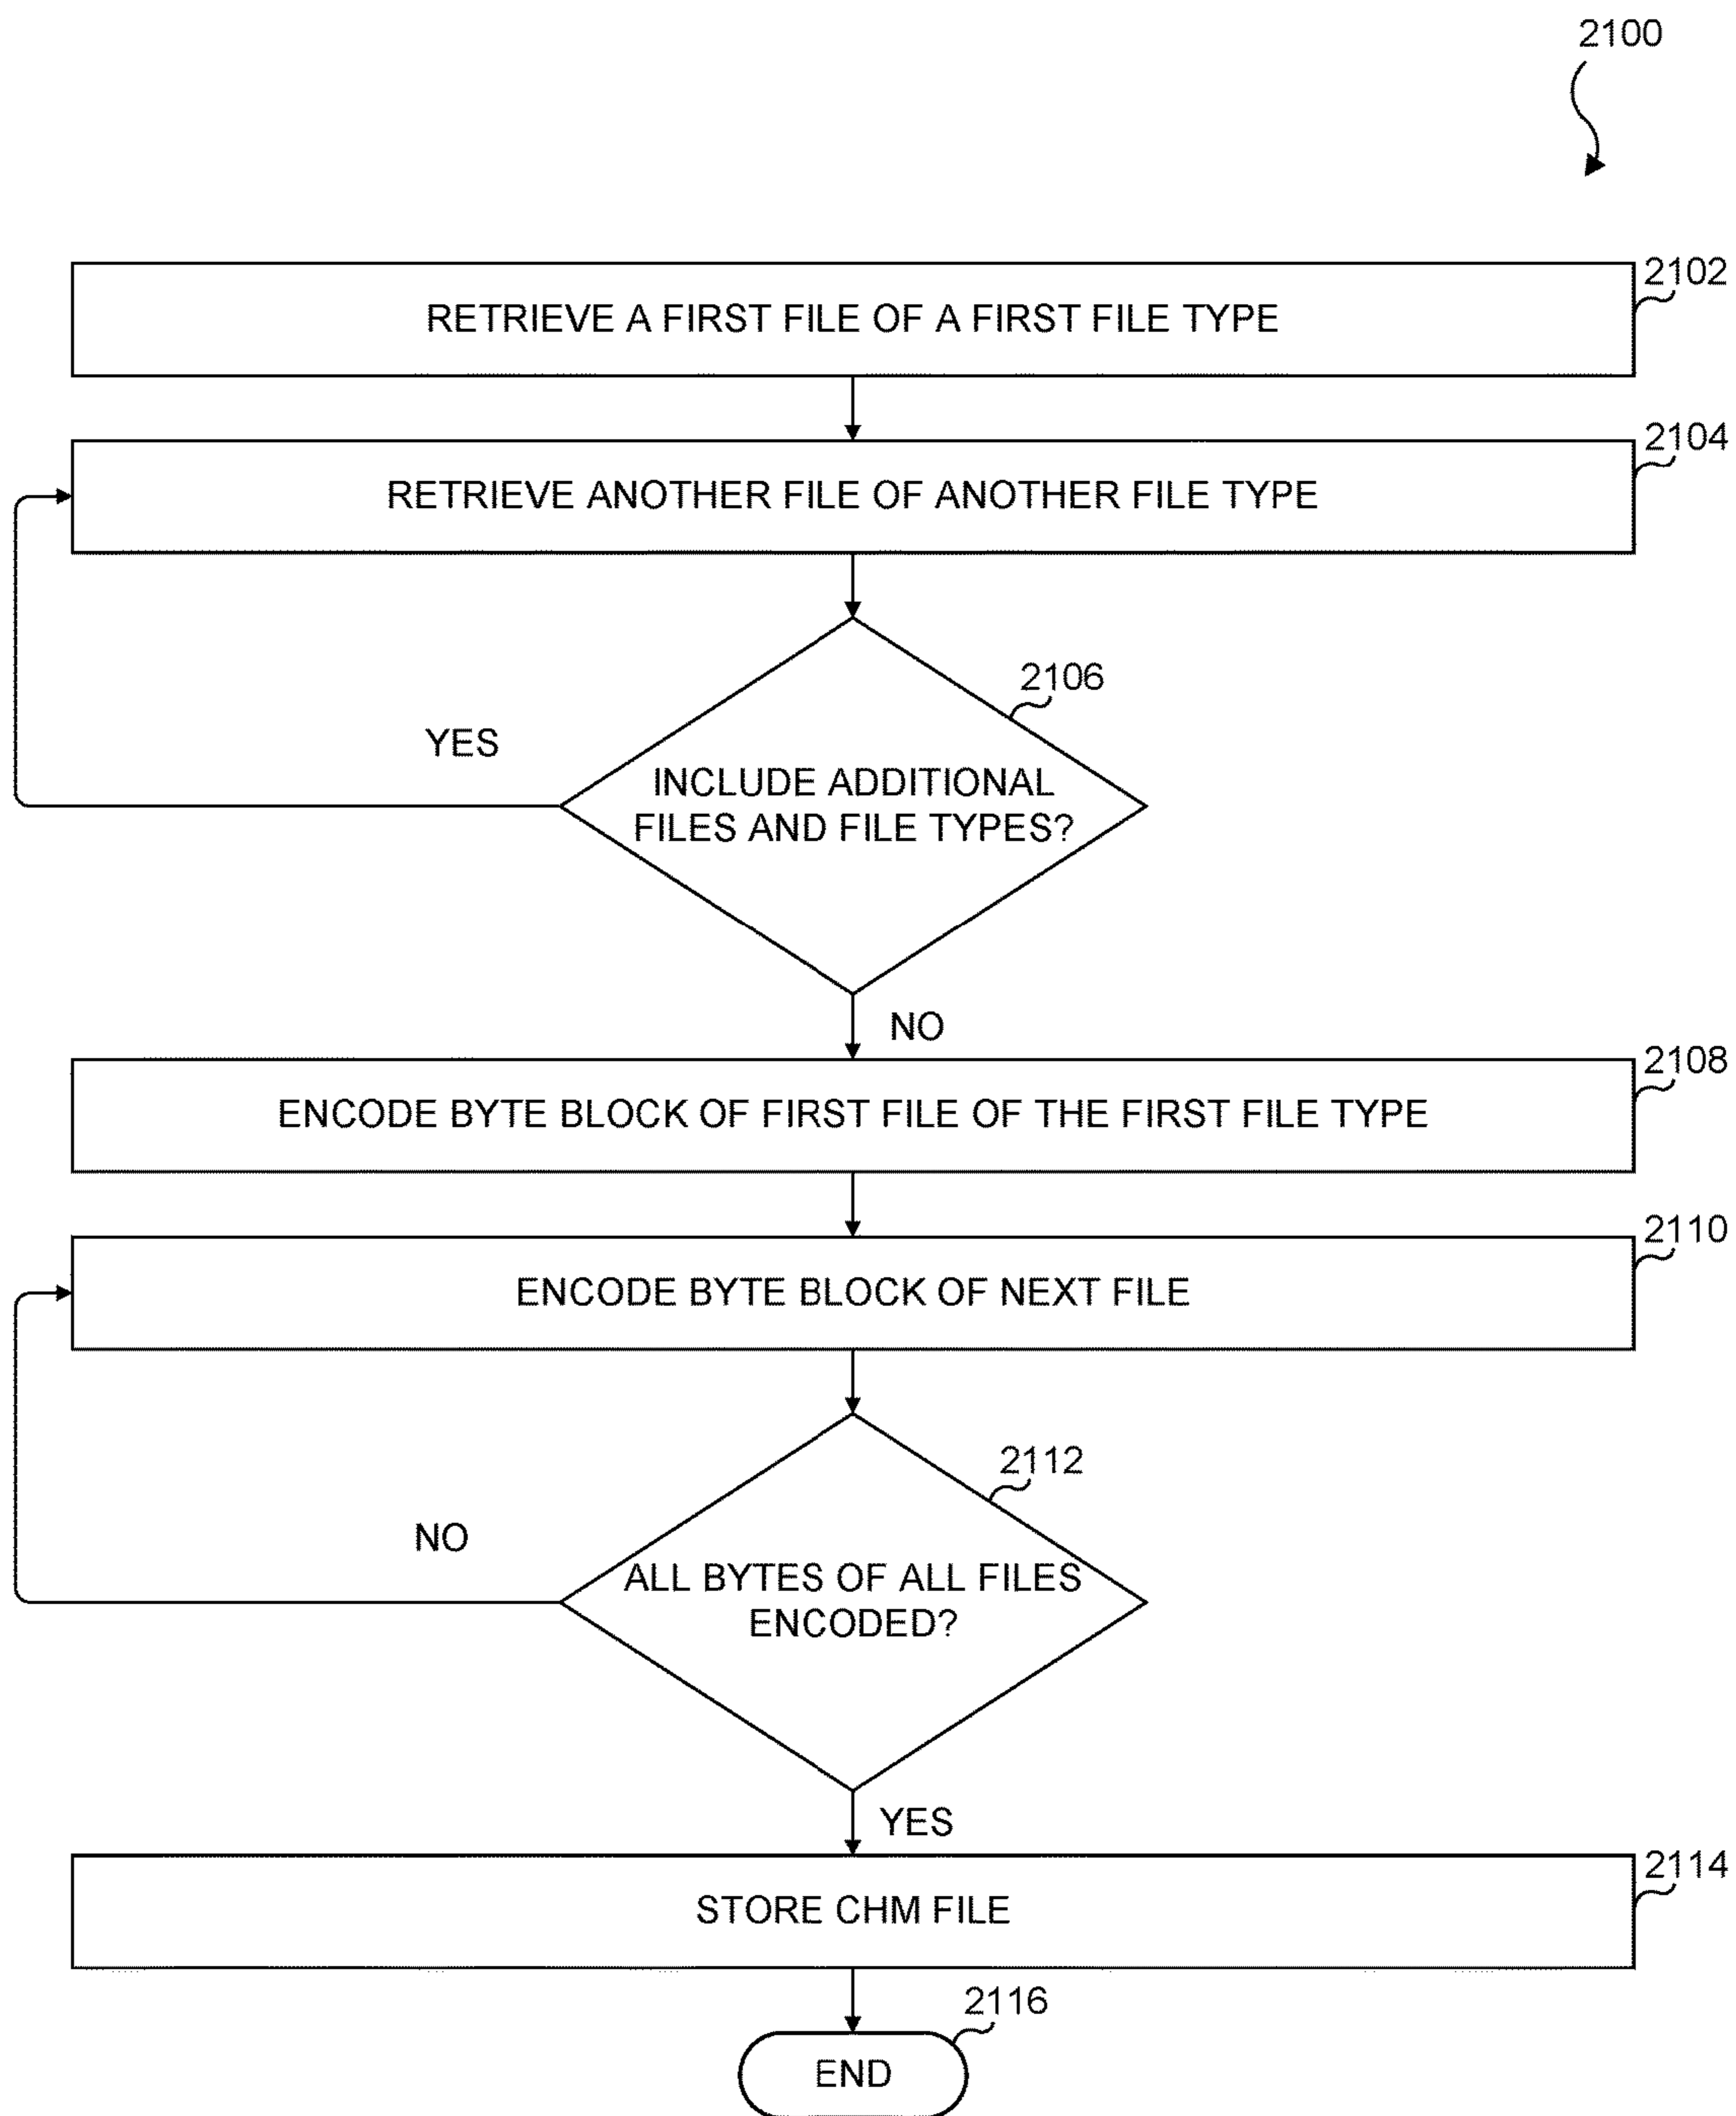 2100
2102
RETRIEVE A FIRST FILE OF A FIRST FILE TYPE
2104
RETRIEVE ANOTHER FILE OF ANOTHER FILE TYPE
2106
YES
INCLUDE ADDITIONAL
FILES AND FILE TYPES?
NO
2108
ENCODE BYTE BLOCK OF FIRST FILE OF THE FIRST FILE TYPE
2110
ENCODE BYTE BLOCK OF NEXT FILE
2112
NO
ALL BYTES OF ALL FILES
ENCODED?
YES
2114
STORE CHM FILE
2116
END